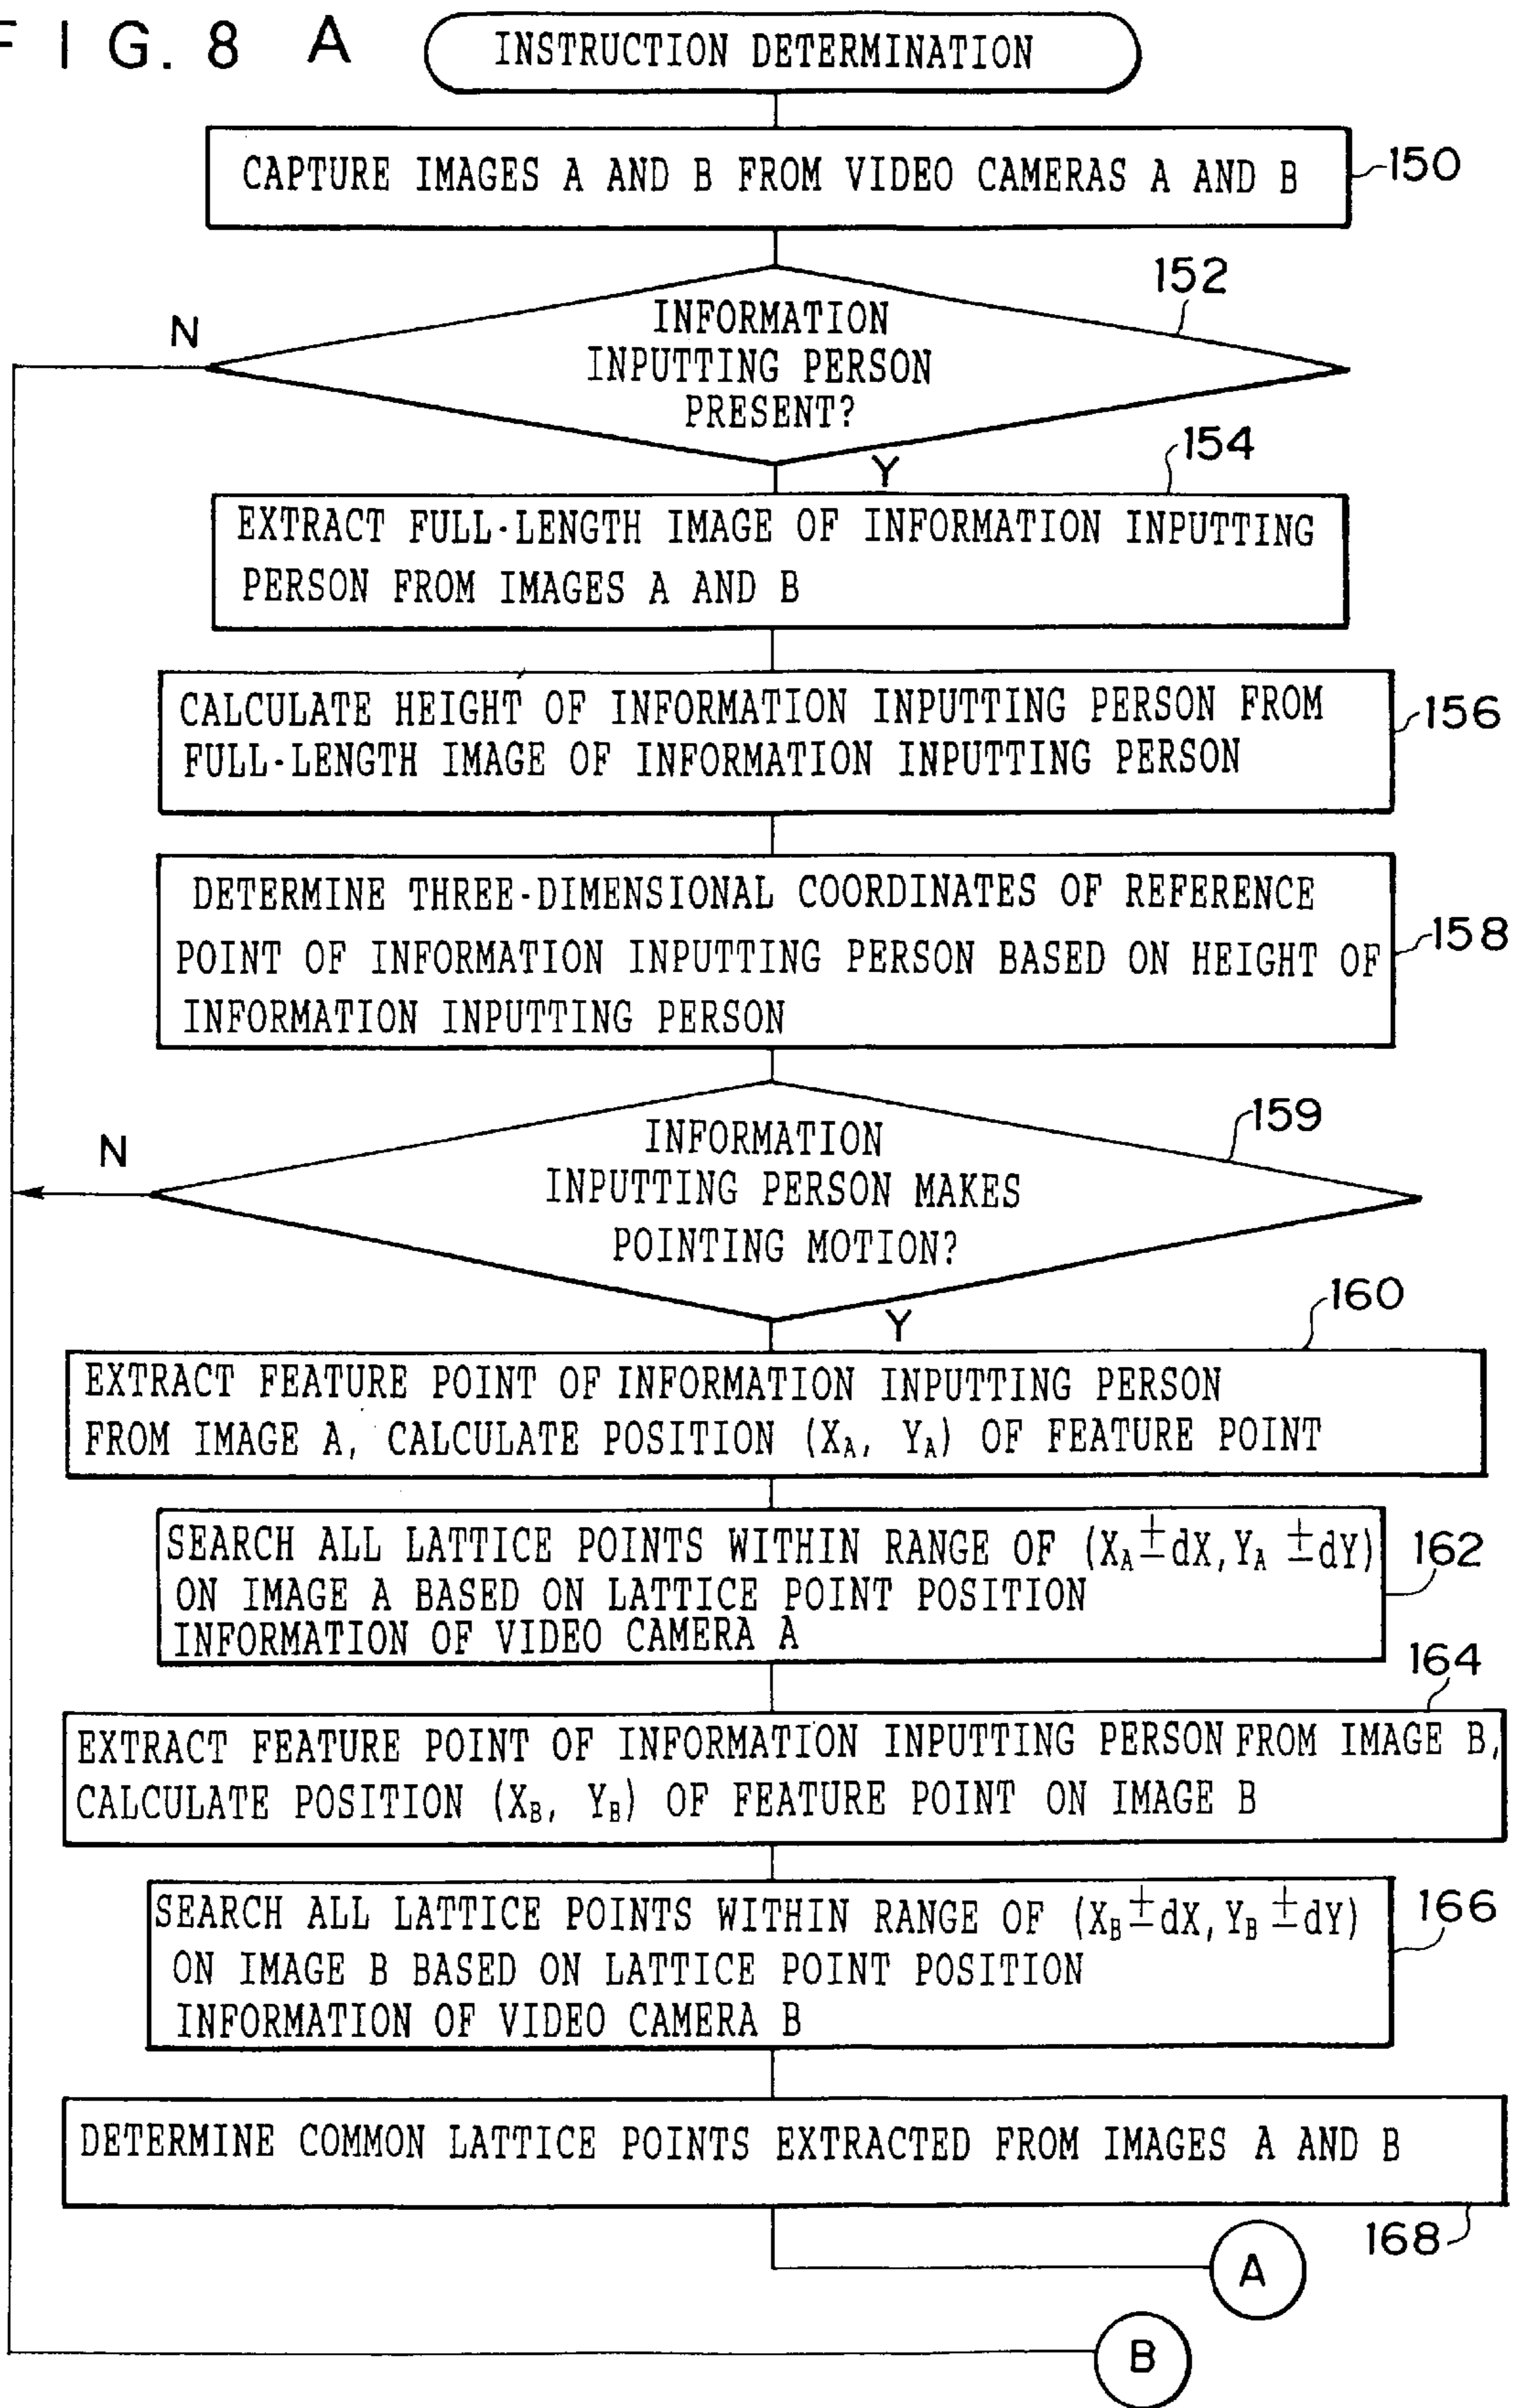 F I G. 8 A
INSTRUCTION DETERMINATION
CAPTURE IMAGES A AND B FROM VIDEO CAMERAS A AND B
150
152
N
INFORMATION
INPUTTING PERSON
PRESENT?
Y
154
EXTRACT FULL-LENGTH IMAGE OF INFORMATION INPUTTING
PERSON FROM IMAGES A AND B
CALCULATE HEIGHT OF INFORMATION INPUTTING PERSON FROM
FULL-LENGTH IMAGE OF INFORMATION INPUTTING PERSON
156
DETERMINE THREE-DIMENSIONAL COORDINATES OF REFERENCE
POINT OF INFORMATION INPUTTING PERSON BASED ON HEIGHT OF
INFORMATION INPUTTING PERSON
158
159
N
INFORMATION
INPUTTING PERSON MAKES
POINTING MOTION?
Y
160
EXTRACT FEATURE POINT OF INFORMATION INPUTTING PERSON
FROM IMAGE A, CALCULATE POSITION (XA, YA) OF FEATURE POINT
SEARCH ALL LATTICE POINTS WITHIN RANGE OF (XA±dX, YA ±dY)
ON IMAGE A BASED ON LATTICE POINT POSITION
INFORMATION OF VIDEO CAMERA A
162
164
EXTRACT FEATURE POINT OF INFORMATION INPUTTING PERSON FROM IMAGE B,
CALCULATE POSITION (XB, YB) OF FEATURE POINT ON IMAGE B
SEARCH ALL LATTICE POINTS WITHIN RANGE OF (XB±dX, YB ±dY)
ON IMAGE B BASED ON LATTICE POINT POSITION
INFORMATION OF VIDEO CAMERA B
166
DETERMINE COMMON LATTICE POINTS EXTRACTED FROM IMAGES A AND B
168
A
B